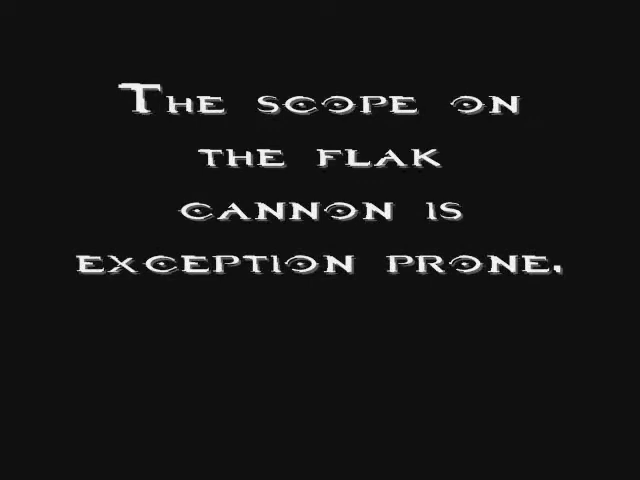 The scope on
the flak
cannon is
exception prone.